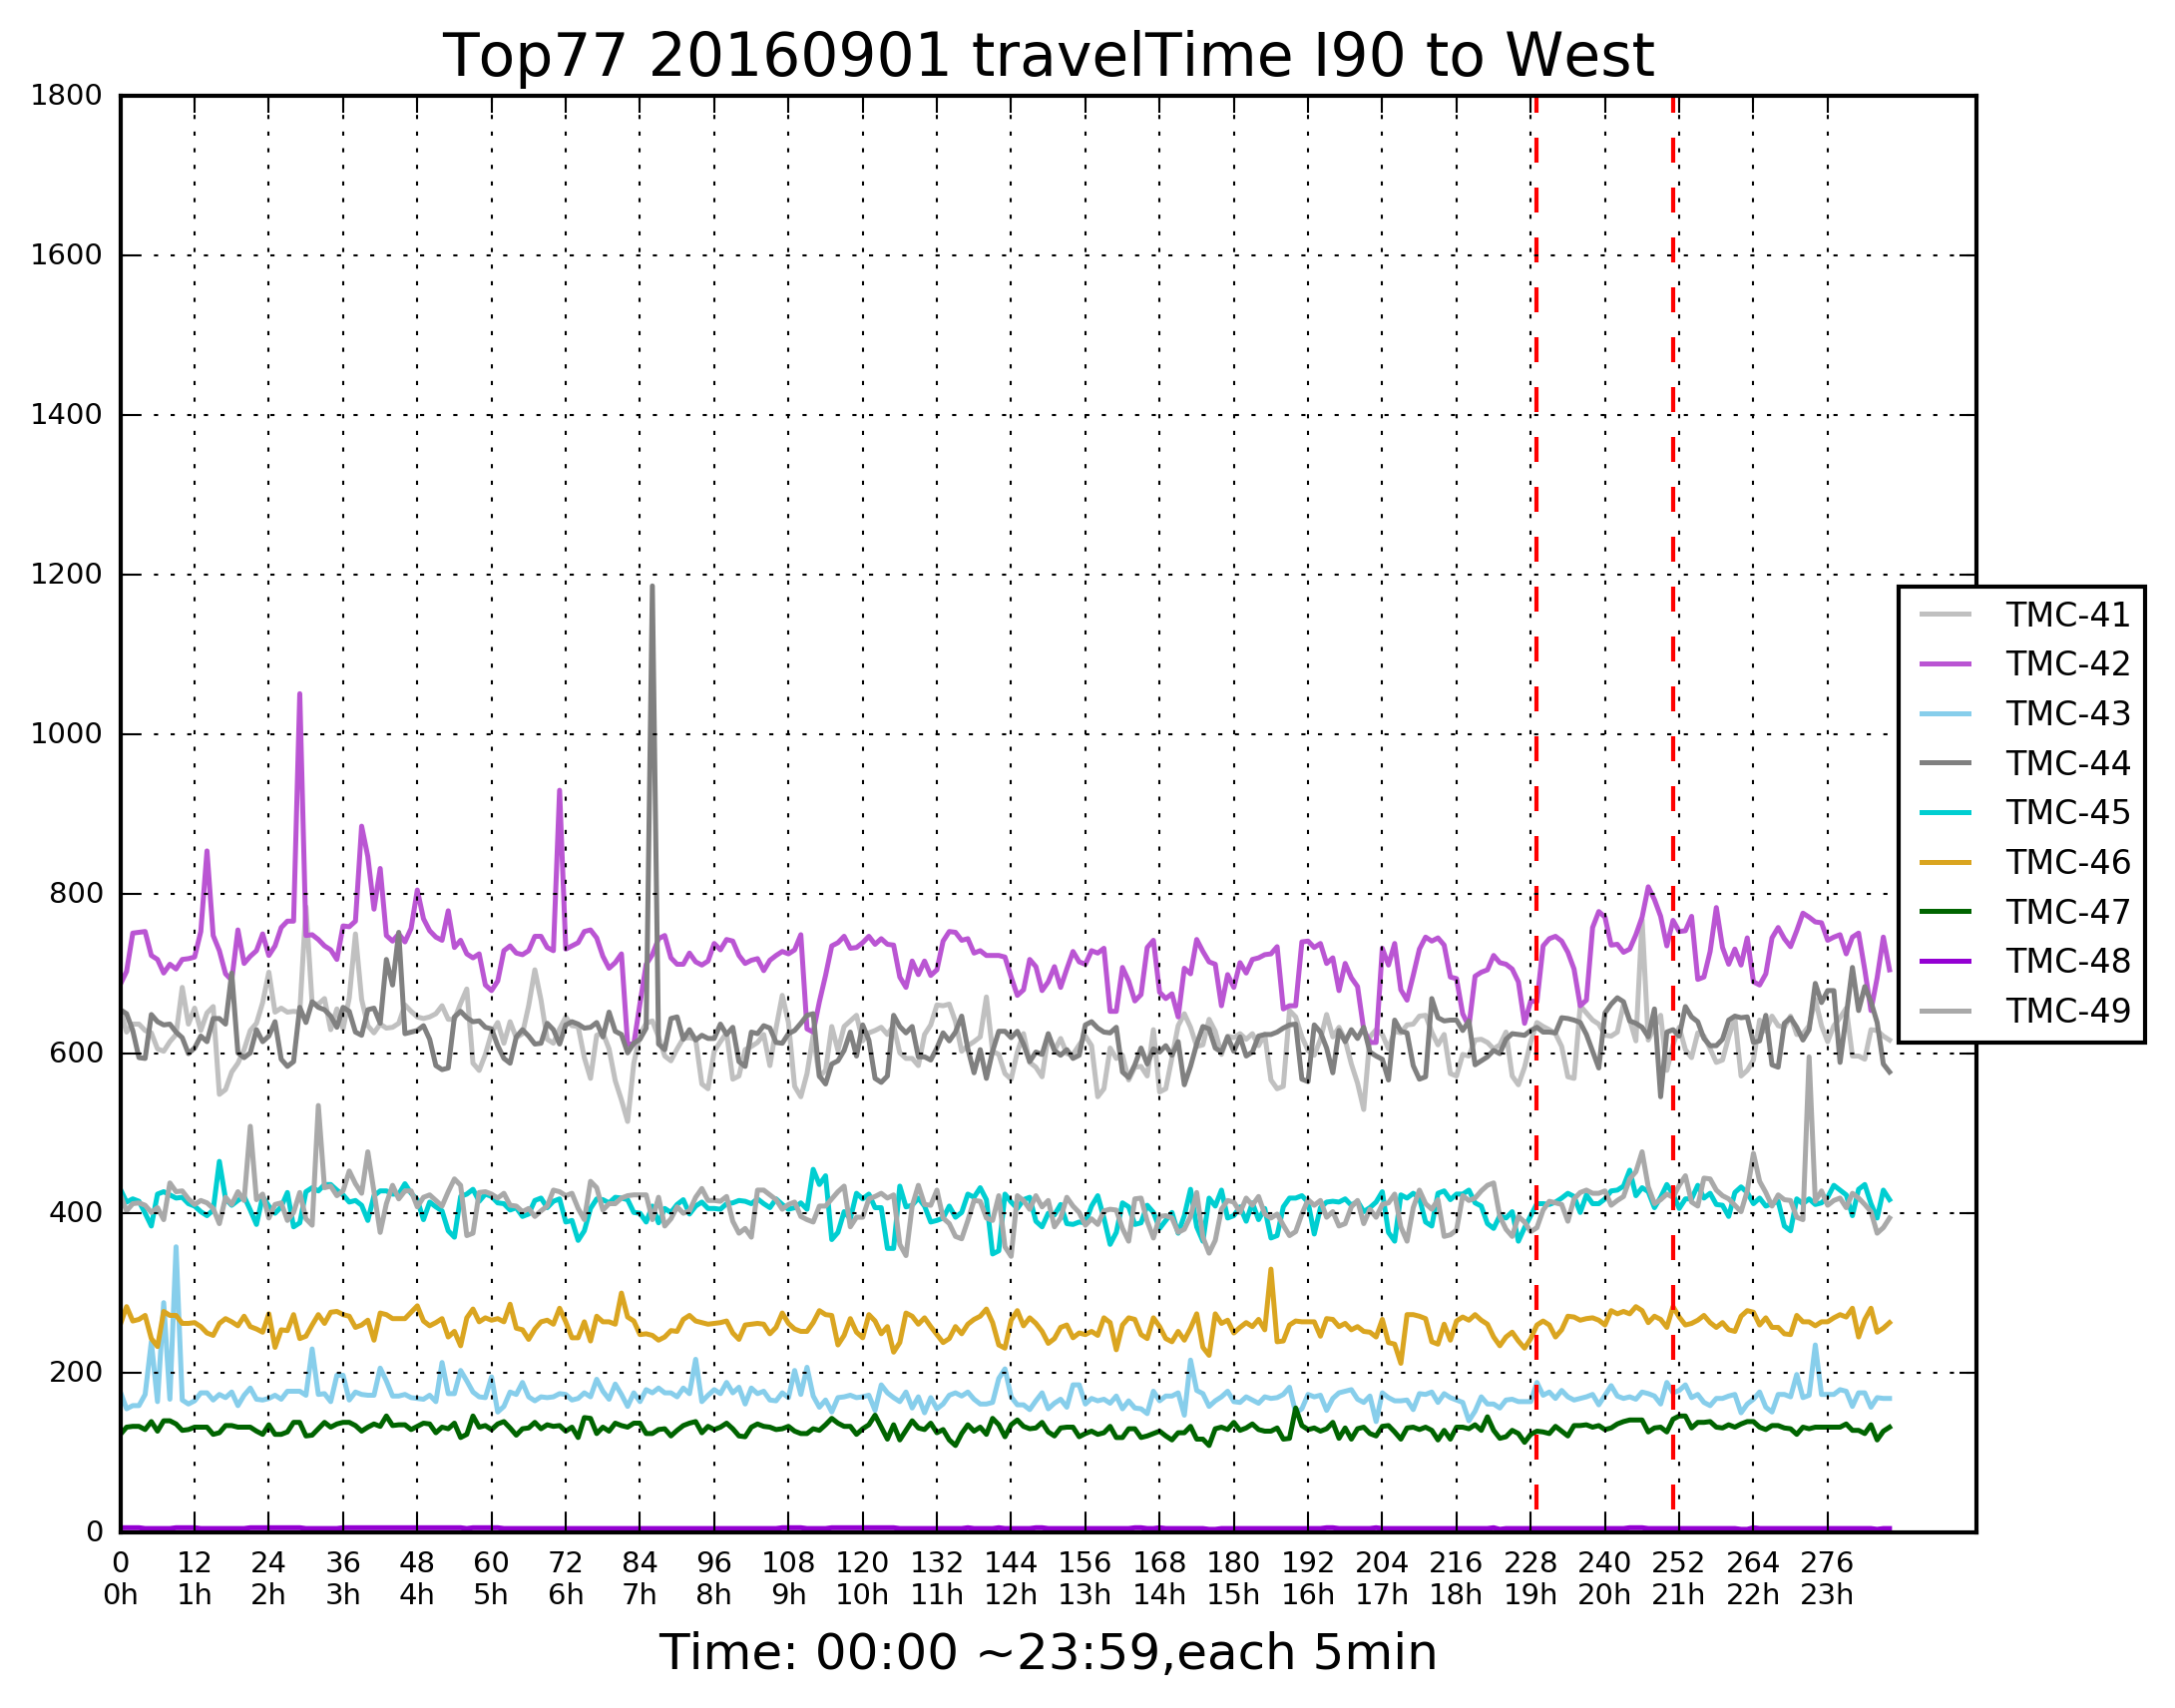 Top77 20160901 travelTime I90 to West
1800
1600
1400
1200
1000
800
600
400
200
0
TMC-41
TMC-42
TMC-43
TMC-44
TMC-45
TMC-46
TMC-47
TMC-48
TMC-49
0 12 24 36 48 60 72 84 96 108 120 132 144 156 168 180 192 204 216 228 240 252 264 276
0h 1h 2h 3h 4h 5h 6h 7h 8h 9h 10h 11h 12h 13h 14h 15h 16h 17h 18h 19h 20h 21h 22h 23h
Time: 00:00 ~23:59,each 5min